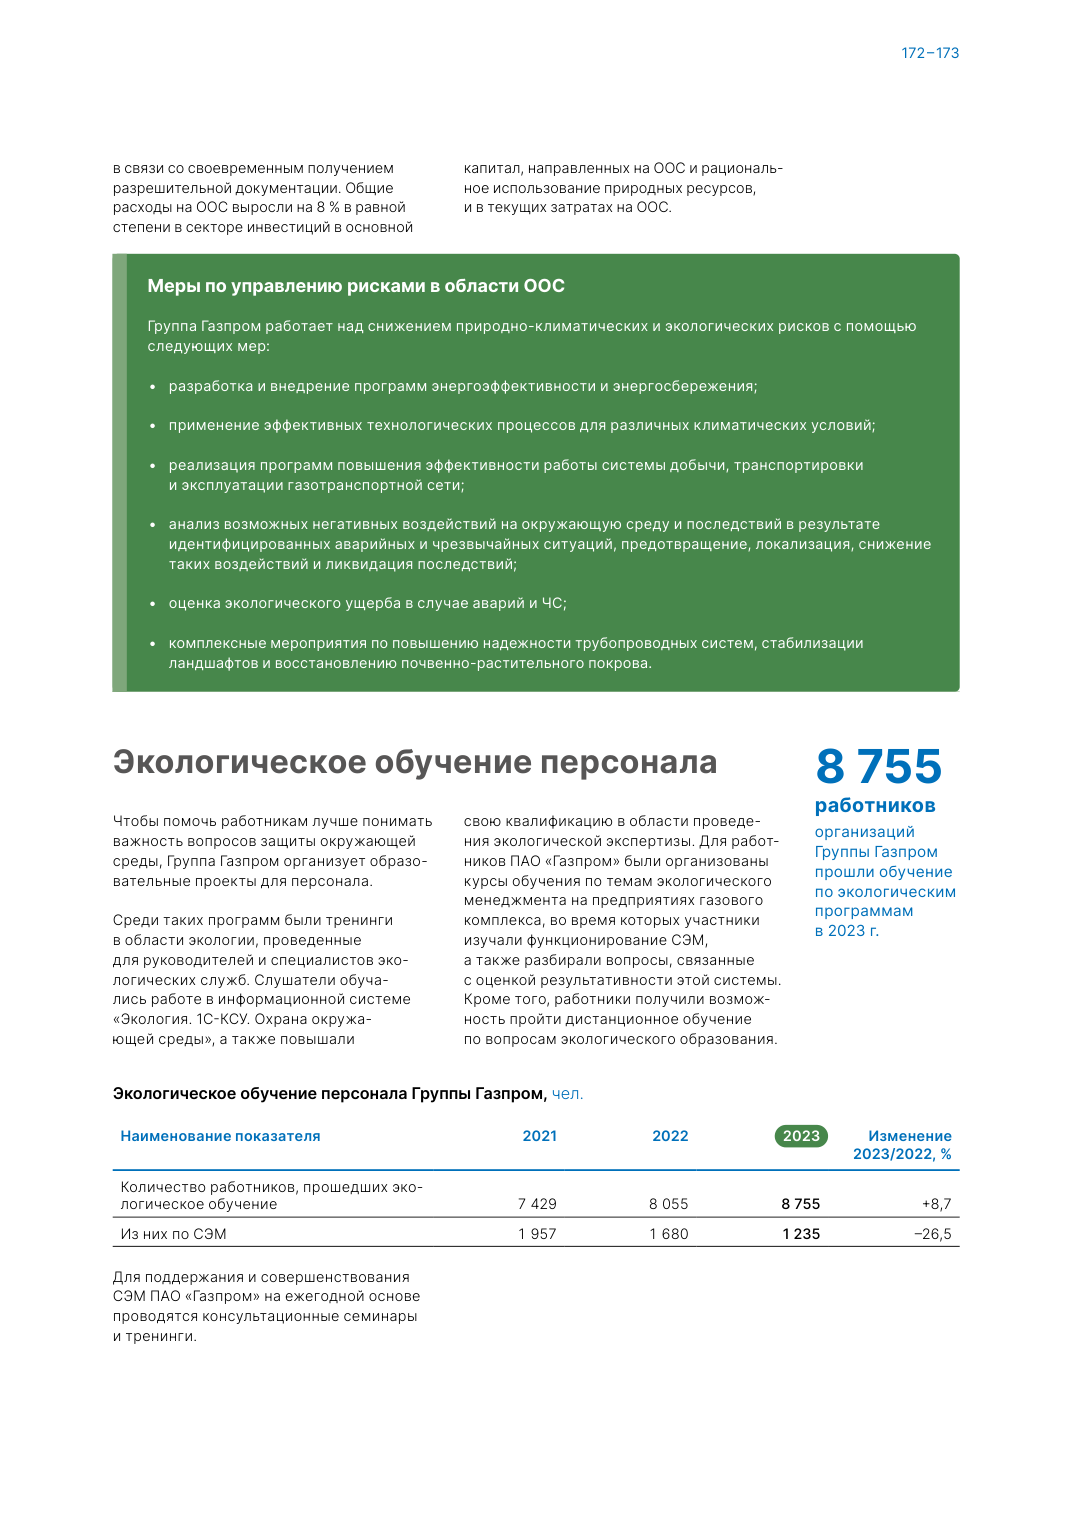 172–173
в связи со своевременным получением
разрешительной документации. Общие
расходы на ООС выросли на 8 % в равной
степени в секторе инвестиций в основной
капитал, направленных на ООС и рациональ-
ное использование природных ресурсов,
и в текущих затратах на ООС.
Меры по управлению рисками в области ООС
Группа Газпром работает над снижением природно-климатических и экологических рисков с помощью
следующих мер:
• разработка и внедрение программ энергоэффективности и энергосбережения;
• применение эффективных технологических процессов для различных климатических условий;
• реализация программ повышения эффективности работы системы добычи, транспортировки
и эксплуатации газотранспортной сети;
• анализ возможных негативных воздействий на окружающую среду и последствий в результате
идентифицированных аварийных и чрезвычайных ситуаций, предотвращение, локализация, снижение
таких воздействий и ликвидация последствий;
• оценка экологического ущерба в случае аварий и ЧС;
• комплексные мероприятия по повышению надежности трубопроводных систем, стабилизации
ландшафтов и восстановлению почвенно-растительного покрова.
Экологическое обучение персонала
Чтобы помочь работникам лучше понимать
важность вопросов защиты окружающей
среды, Группа Газпром организует образо-
вательные проекты для персонала.
Среди таких программ были тренинги
в области экологии, проведенные
для руководителей и специалистов эко-
логических служб. Слушатели обуча-
лись работе в информационной системе
«Экология. 1С-КСУ. Охрана окружа-
ющей среды», а также повышали
свою квалификацию в области проведе-
ния экологической экспертизы. Для работ-
ников ПАО «Газпром» были организованы
курсы обучения по темам экологического
менеджмента на предприятиях газового
комплекса, во время которых участники
изучали функционирование СЭМ,
а также разбирали вопросы, связанные
с оценкой результативности этой системы.
Кроме того, работники получили возмож-
ность пройти дистанционное обучение
по вопросам экологического образования.
8 755
работников
организаций
Группы Газпром
прошли обучение
по экологическим
программам
в 2023 г.
Экологическое обучение персонала Группы Газпром, чел.
Наименование показателя 2021 2022 2023 Изменение
2023/2022, %
Количество работников, прошедших эко-
логическое обучение 7 429 8 055 8 755 +8,7
Из них по СЭМ 1 957 1 680 1 235 –26,5
Для поддержания и совершенствования
СЭМ ПАО «Газпром» на ежегодной основе
проводятся консультационные семинары
и тренинги.